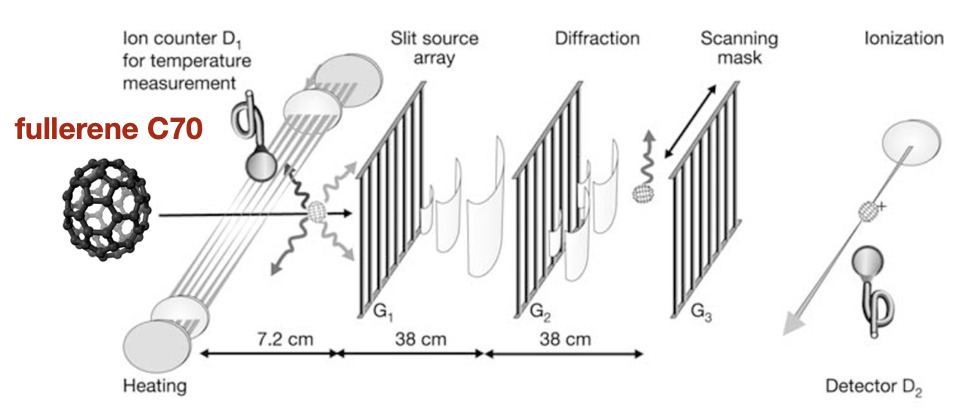 Ion counter D₁
for temperature
measurement
Slit source
array
Diffraction
Scanning
mask
Ionization
fullerene C70
+
G₁
G₂
G₃
7.2 cm
38 cm
38 cm
Heating
Detector D₂